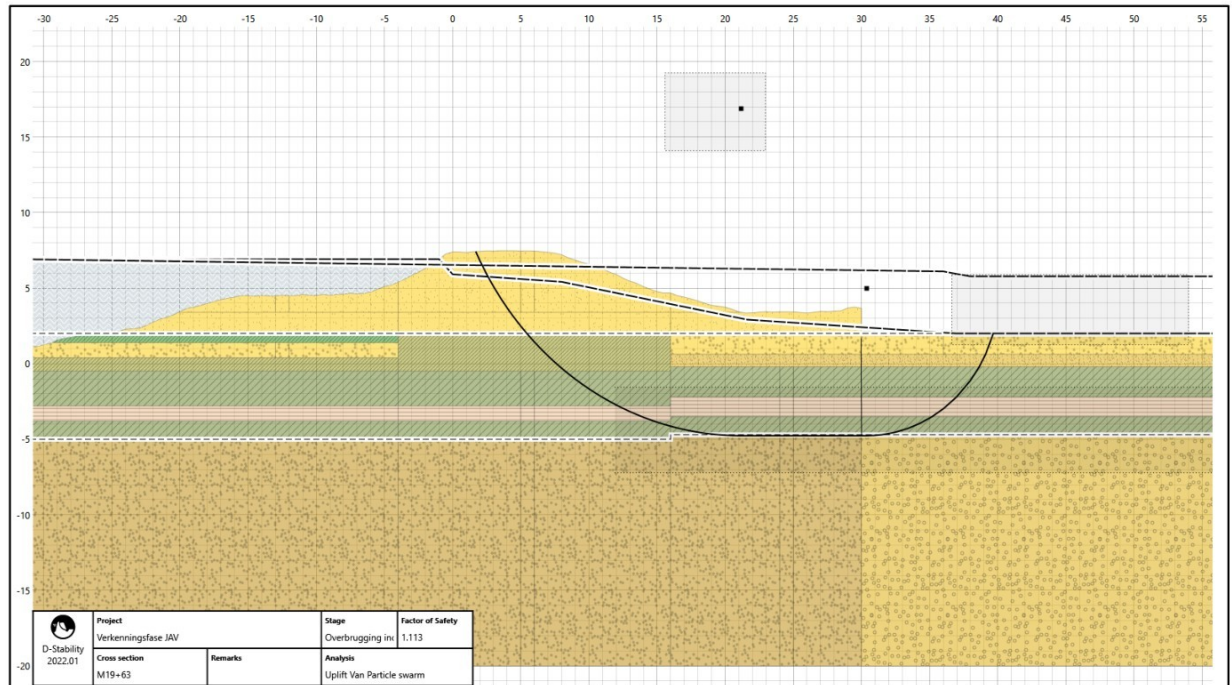 -30 -25 -20 -15 -10 -5 0 5 10 15 20 25 30 35 40 45 50 55
20
15
10
5
0
-5
-10
-15
-20
D-Stability
2022.01
Project
Verkenningsfase JAV
Stage
Overbrugging in
Factor of Safety
1.113
Cross section
M19+63
Remarks
Analysis
Uplift Van Particle swarm